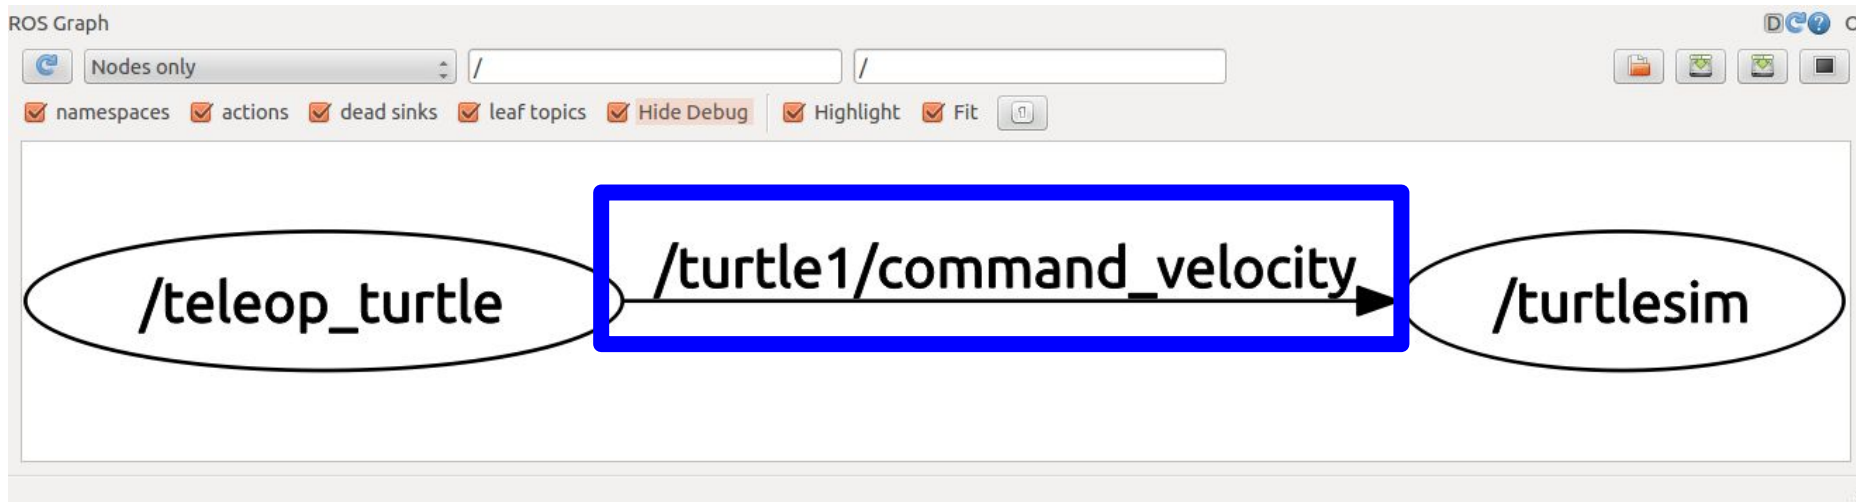 ROS Graph D ? O
Nodes only / /
namespaces actions dead sinks leaf topics Hide Debug Highlight Fit
/turtle1/command_velocity
/teleop_turtle /turtlesim